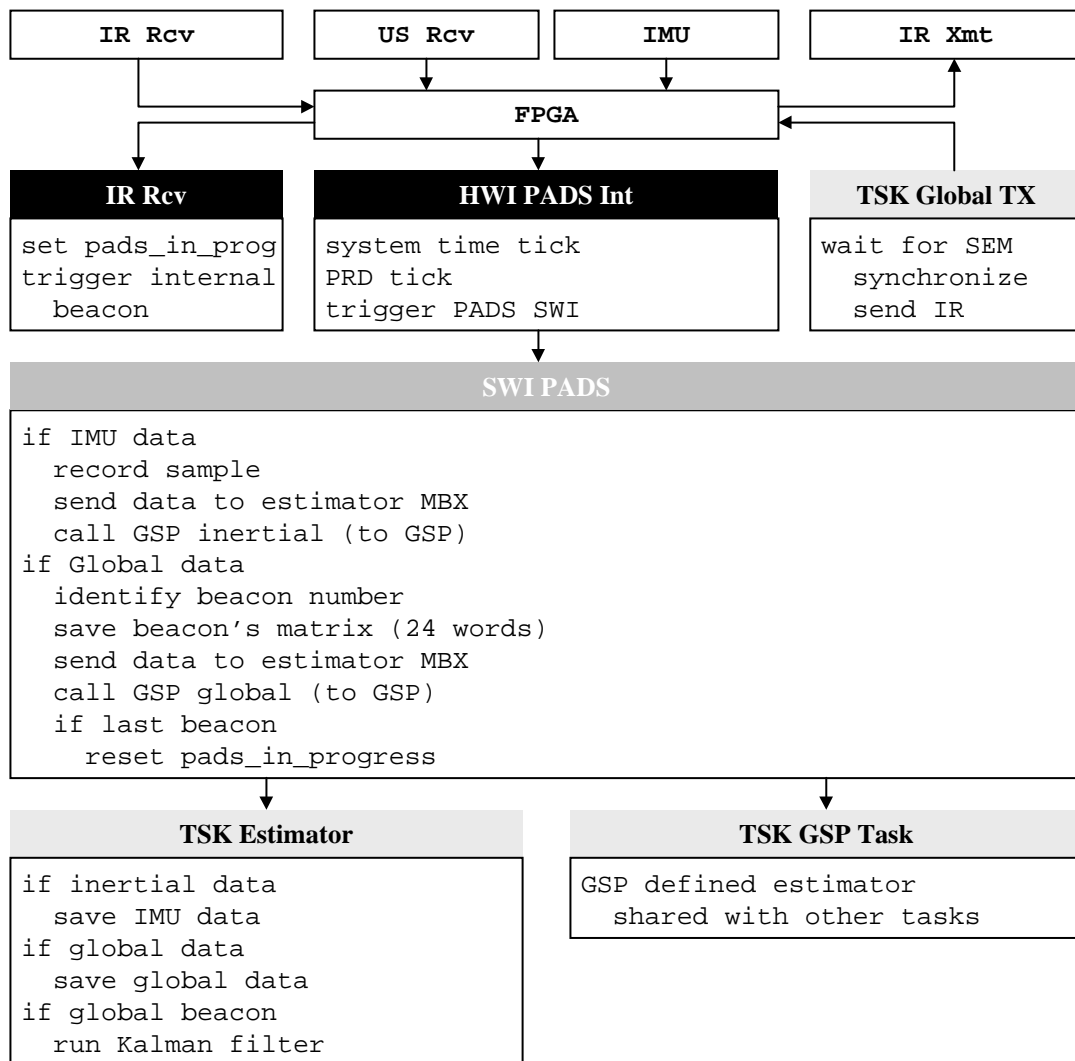 IR Rcv
US Rcv
IMU
IR Xmt
FPGA
IR Rcv
set pads_in_prog
trigger internal
beacon
HWI PADS Int
system time tick
PRD tick
trigger PADS SWI
TSK Global TX
wait for SEM
synchronize
send IR
SWI PADS
if IMU data
record sample
send data to estimator MBX
call GSP inertial (to GSP)
if Global data
identify beacon number
save beacon's matrix (24 words)
send data to estimator MBX
call GSP global (to GSP)
if last beacon
reset pads_in_progress
TSK Estimator
if inertial data
save IMU data
if global data
save global data
if global beacon
run Kalman filter
TSK GSP Task
GSP defined estimator
shared with other tasks